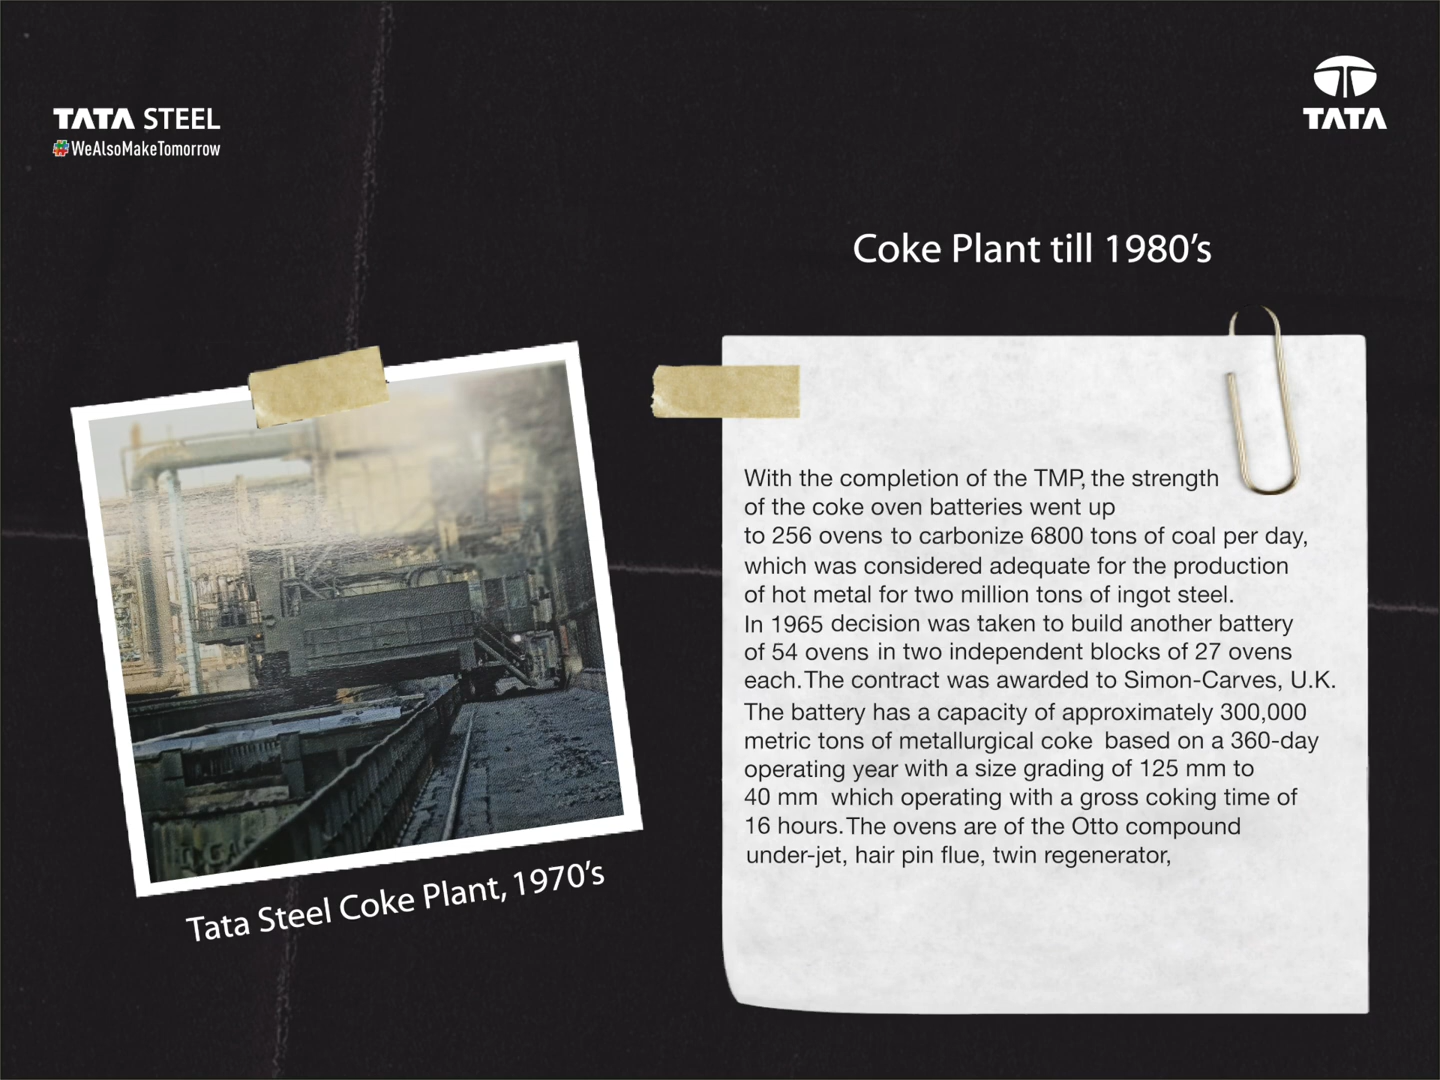 TATA STEEL
#WeAlsoMakeTomorrow
TATA
Coke Plant till 1980's
With the completion of the TMP, the strength
of the coke oven batteries went up
to 256 ovens to carbonize 6800 tons of coal per day,
which was considered adequate for the production
of hot metal for two million tons of ingot steel.
In 1965 decision was taken to build another battery
of 54 ovens in two independent blocks of 27 ovens
each. The contract was awarded to Simon-Carves, U.K.
The battery has a capacity of approximately 300,000
metric tons of metallurgical coke based on a 360-day
operating year with a size grading of 125 mm to
40 mm which operating with a gross coking time of
16 hours. The ovens are of the Otto compound
under-jet, hair pin flue, twin regenerator,
Tata Steel Coke Plant, 1970's